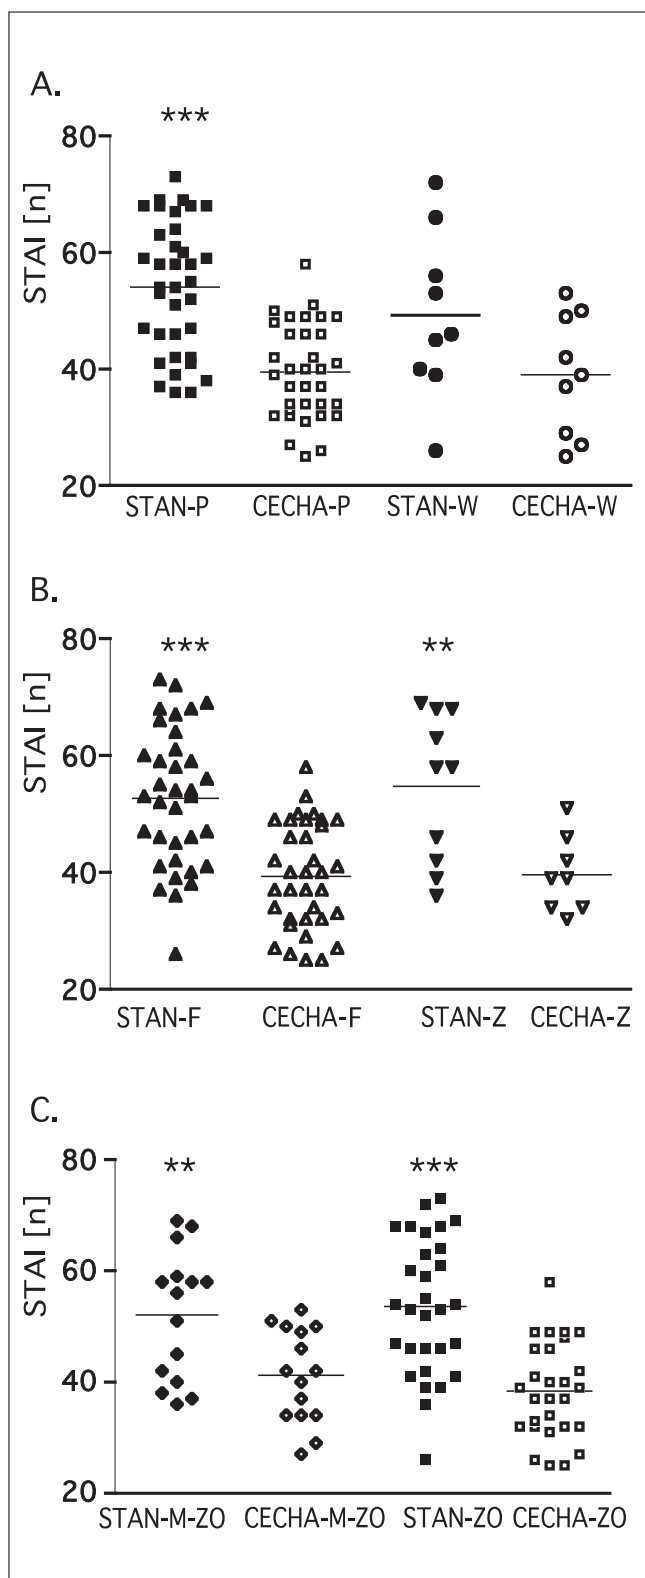 A.
***
STAI [n]
80
60
40
20
STAN-P CECHA-P STAN-W CECHA-W
B.
*** **
STAI [n]
80
60
40
20
STAN-F CECHA-F STAN-Z CECHA-Z
C.
** ***
STAI [n]
80
60
40
20
STAN-M-ZO CECHA-M-ZO STAN-ZO CECHA-ZO